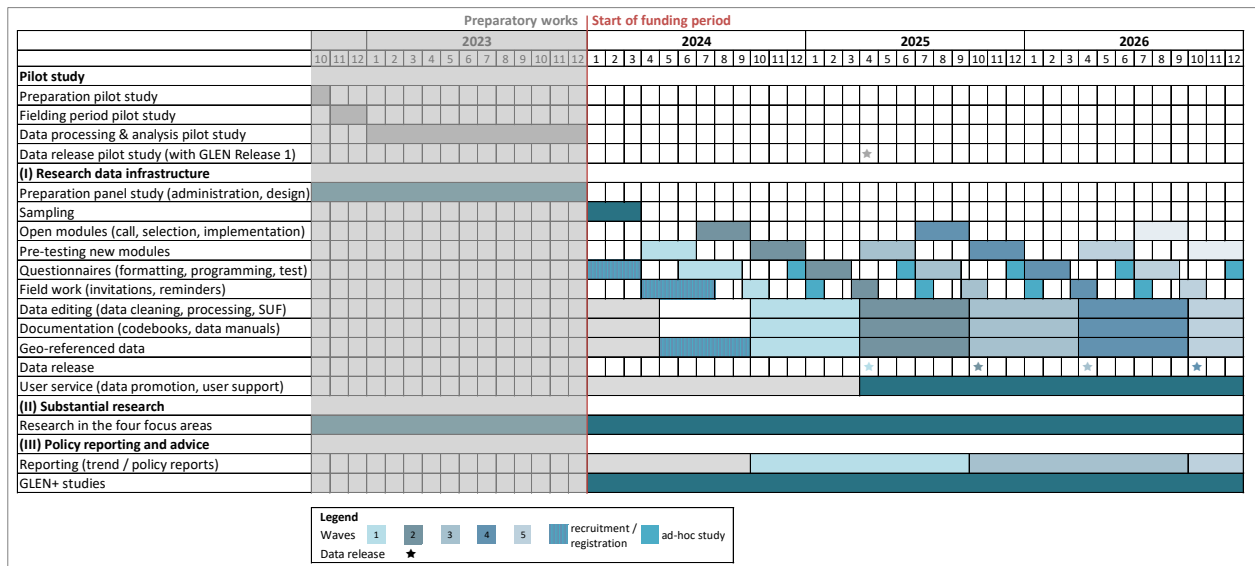 Preparatory works Start of funding period
2023 2024 2025 2026
10 11 12 1 2 3 4 5 6 7 8 9 10 11 12 1 2 3 4 5 6 7 8 9 10 11 12 1 2 3 4 5 6 7 8 9 10 11 12 1 2 3 4 5 6 7 8 9 10 11 12
Pilot study
Preparation pilot study
Fielding period pilot study
Data processing & analysis pilot study
Data release pilot study (with GLEN Release 1)
(I) Research data infrastructure
Preparation panel study (administration, design)
Sampling
Open modules (call, selection, implementation)
Pre-testing new modules
Questionnaires (formatting, programming, test)
Field work (invitations, reminders)
Data editing (data cleaning, processing, SUF)
Documentation (codebooks, data manuals)
Geo-referenced data
Data release
User service (data promotion, user support)
(II) Substantial research
Research in the four focus areas
(III) Policy reporting and advice
Reporting (trend / policy reports)
GLEN+ studies
Legend
Waves 1 2 3 4 5 recruitment / registration ad-hoc study
Data release